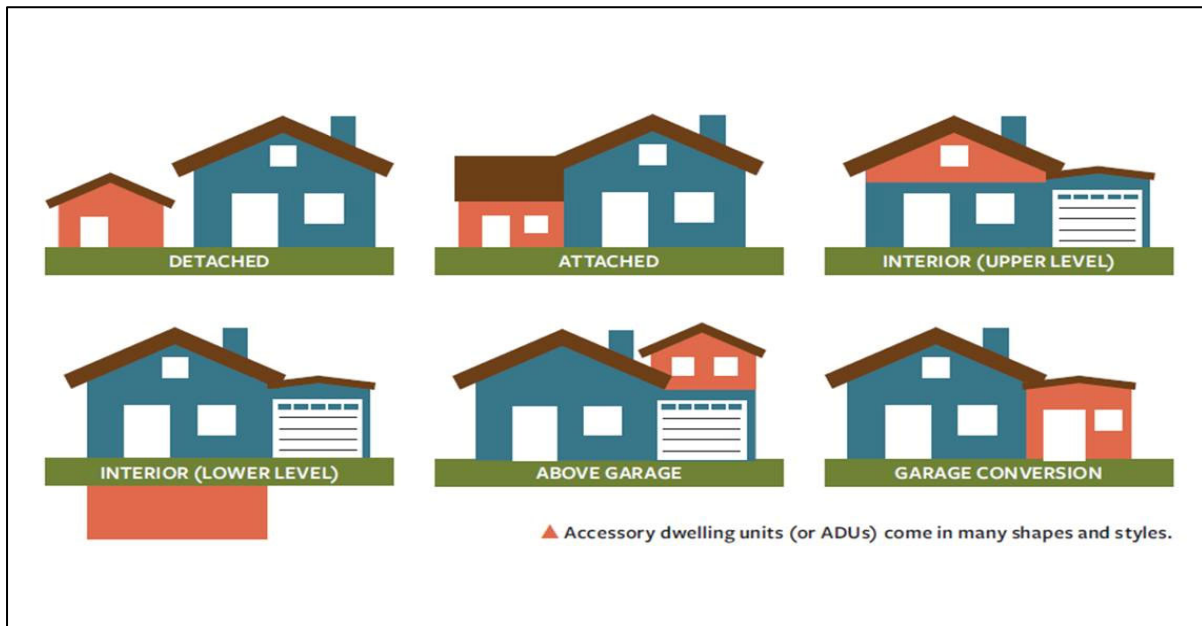 DETACHED
ATTACHED
INTERIOR (UPPER LEVEL)
INTERIOR (LOWER LEVEL)
ABOVE GARAGE
GARAGE CONVERSION
Accessory dwelling units (or ADUs) come in many shapes and styles.